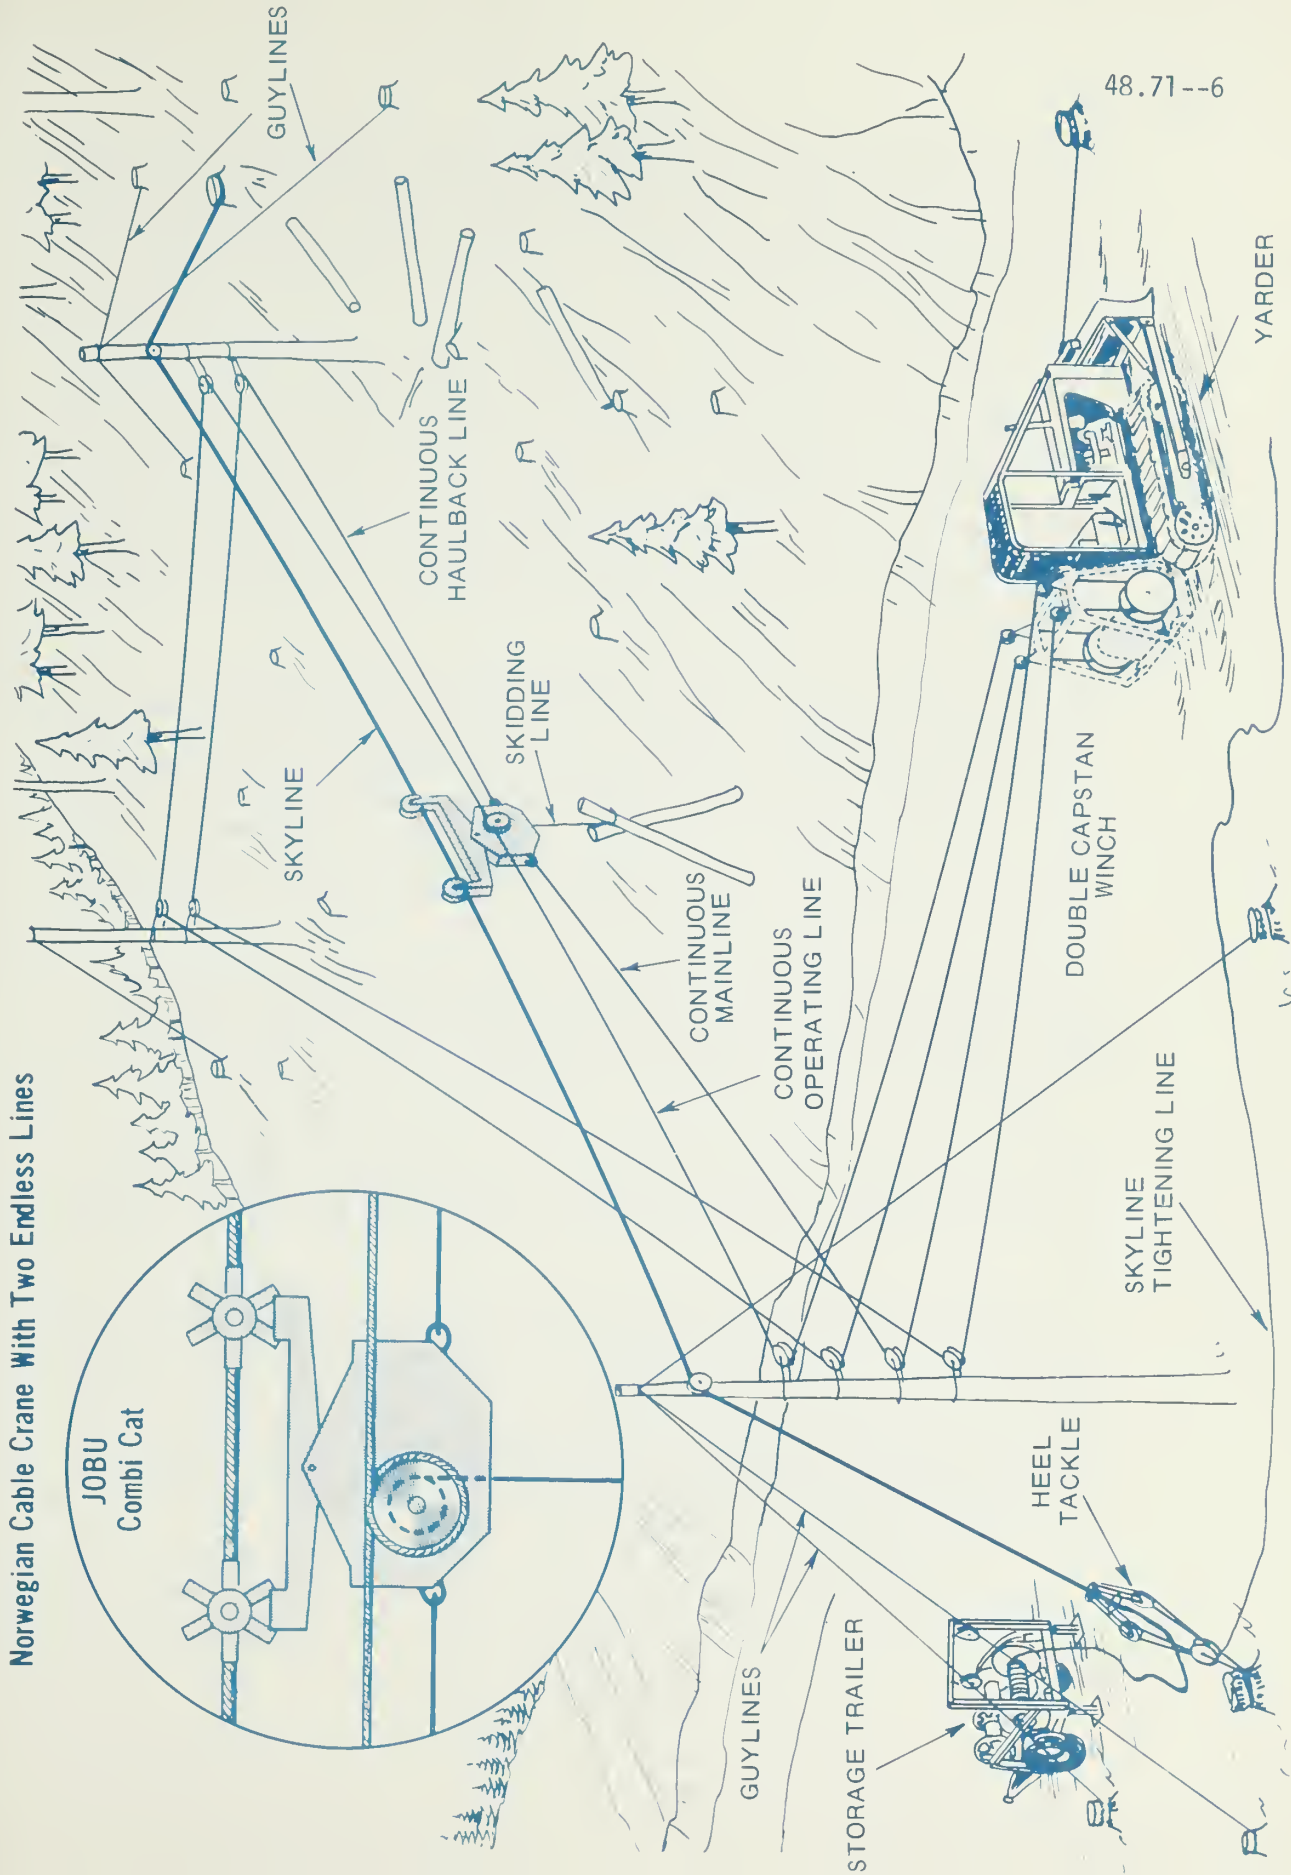 Norwegian Cable Crane With Two Endless Lines
JOBU
Combi Cat
GUYLINES
SKYLINE
CONTINUOUS
HAULBACK LINE
SKIDDING
LINE
CONTINUOUS
MAINLINE
CONTINUOUS
OPERATING LINE
GUYLINES
STORAGE TRAILER
HEEL
TACKLE
SKYLINE
TIGHTENING LINE
DOUBLE CAPSTAN
WINCH
YARDER
48.71--6